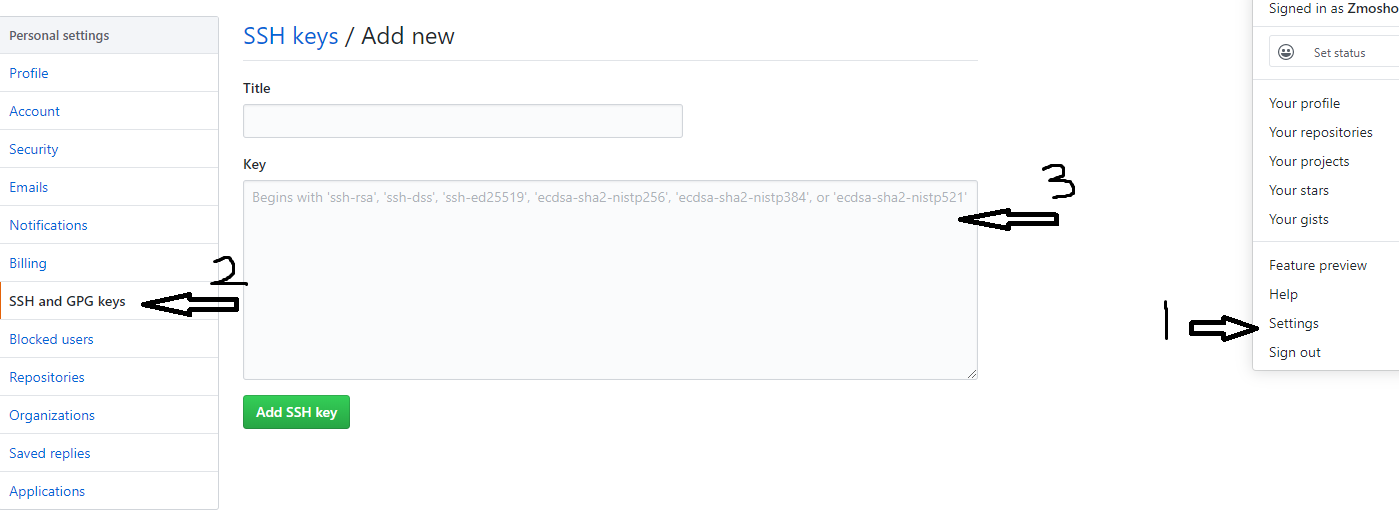 Personal settings
Profile
Account
Security
Emails
Notifications
Billing
SSH and GPG keys
Blocked users
Repositories
Organizations
Saved replies
Applications
2
SSH keys / Add new
Title
Key
Begins with 'ssh-rsa', 'ssh-dss', 'ssh-ed25519', 'ecdsa-sha2-nistp256', 'ecdsa-sha2-nistp384', or 'ecdsa-sha2-nistp521'
3
Add SSH key
Signed in as Zmosho
Set status
Your profile
Your repositories
Your projects
Your stars
Your gists
Feature preview
Help
1
Settings
Sign out